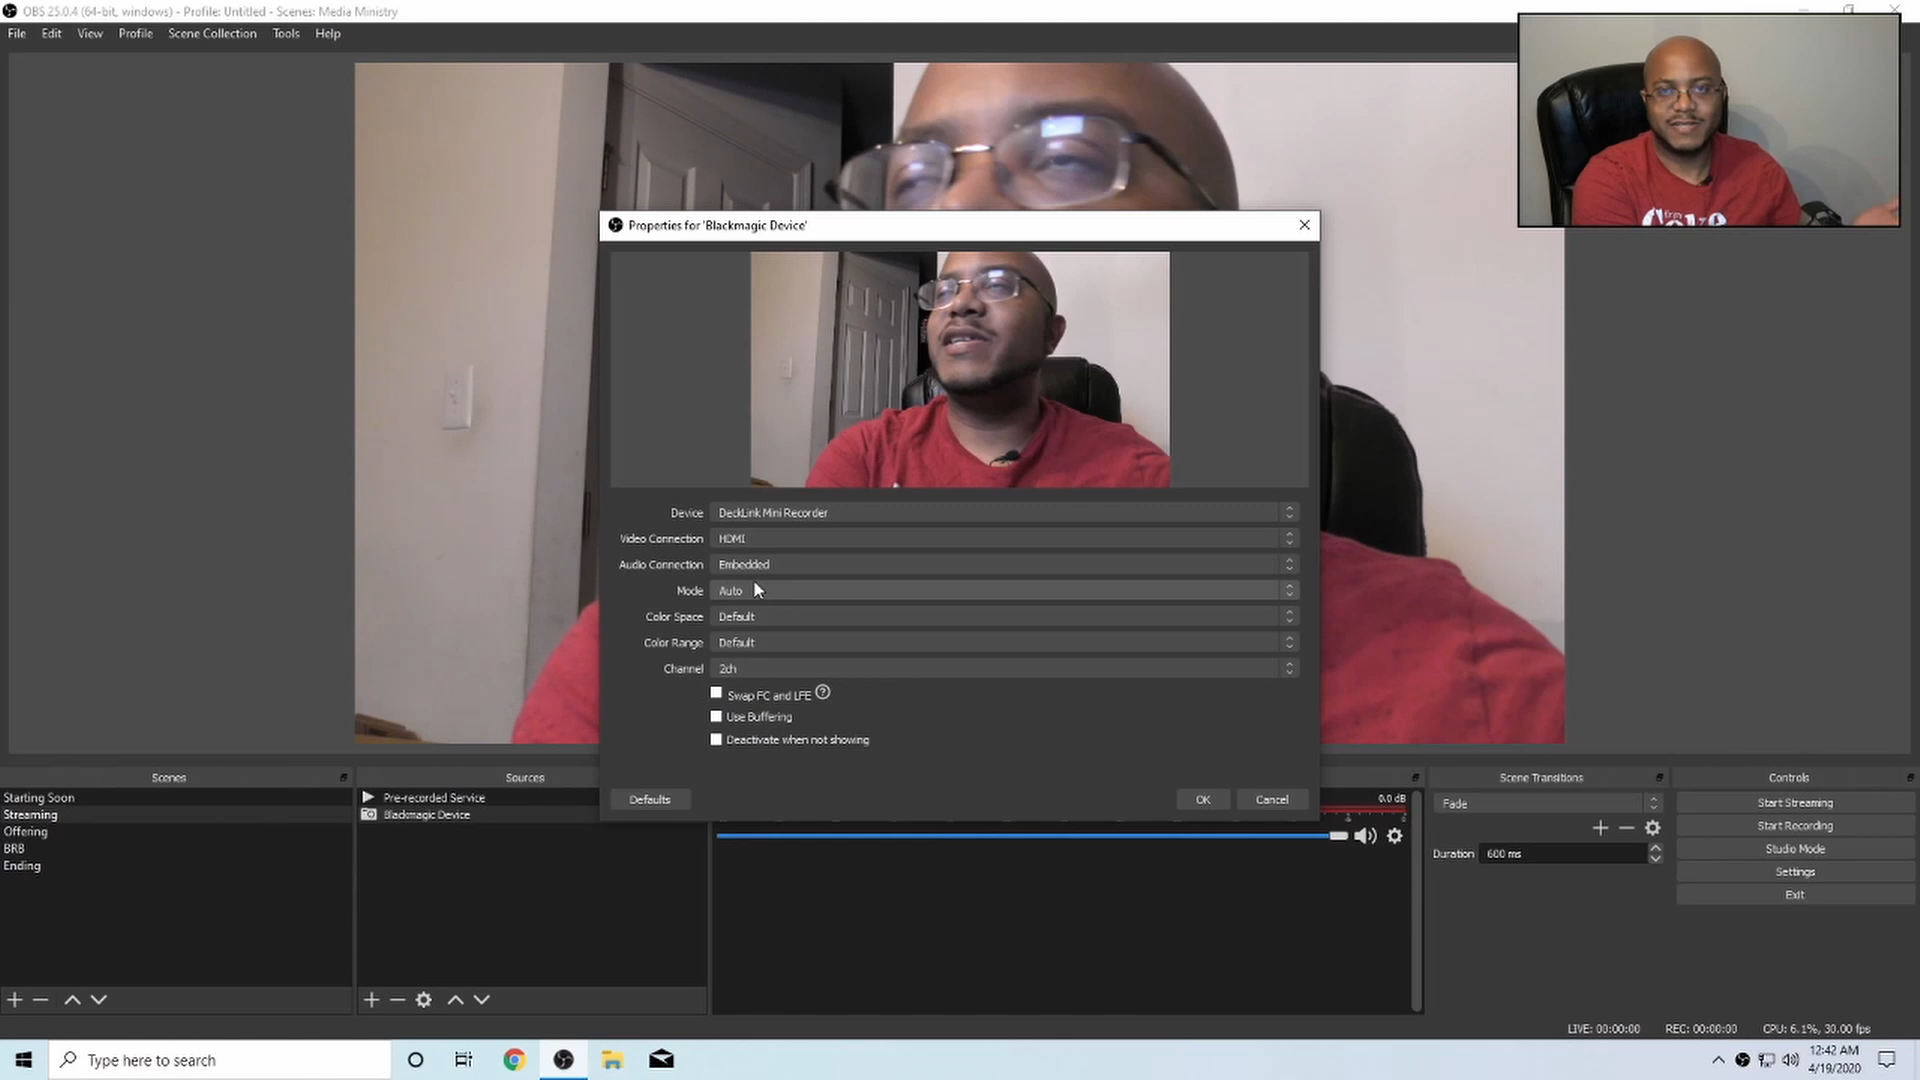 OBS 25.0.4 (64-bit, windows) - Profile: Untitled - Scenes: Media Ministry
File Edit View Profile Scene Collection Tools Help
Enjoy
Coke
Properties for 'Blackmagic Device'
Device DeckLink Mini Recorder
Video Connection HDMI
Audio Connection Embedded
Mode Auto
Color Space Default
Color Range Default
Channel 2ch
Swap FC and LFE ?
Use Buffering
Deactivate when not showing
Defaults OK Cancel
Scenes
Starting Soon
Streaming
Offering
BRB
Ending
Sources
Pre-recorded Service
Blackmagic Device
0.0 dB
Scene Transitions
Fade
Duration 600 ms
Controls
Start Streaming
Start Recording
Studio Mode
Settings
Exit
LIVE: 00:00:00 REC: 00:00:00 CPU: 6.1%, 30.00 fps
Type here to search
12:42 AM
4/19/2020